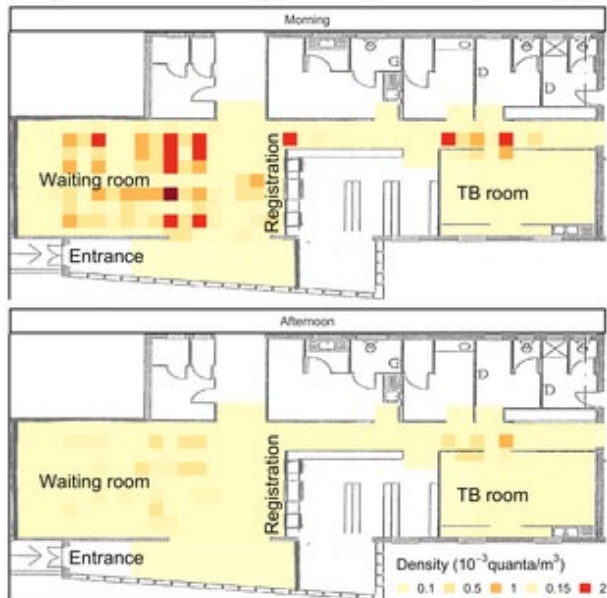 Morning
Waiting room
Registration
TB room
Entrance
Afternoon
Waiting room
Registration
TB room
Entrance
Density (10⁻³quanta/m³)
0.1 0.5 1 0.15 2